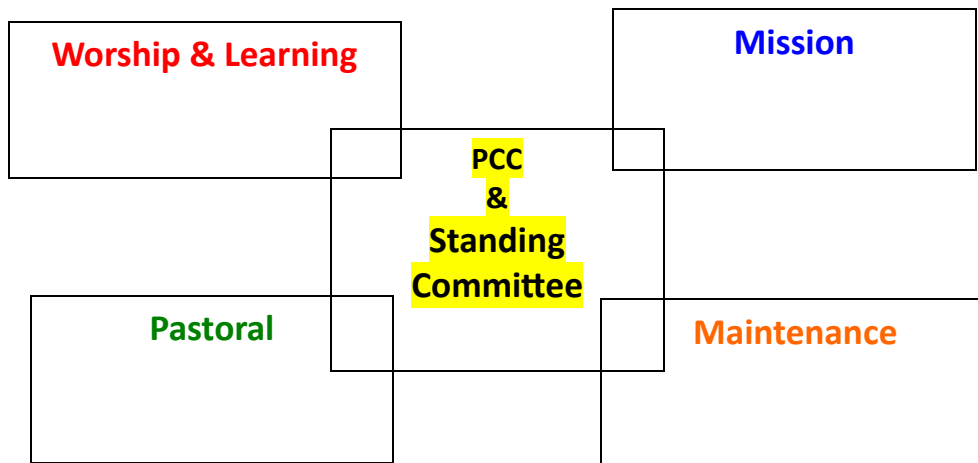 Worship & Learning
Mission
PCC
&
Standing
Committee
Pastoral
Maintenance